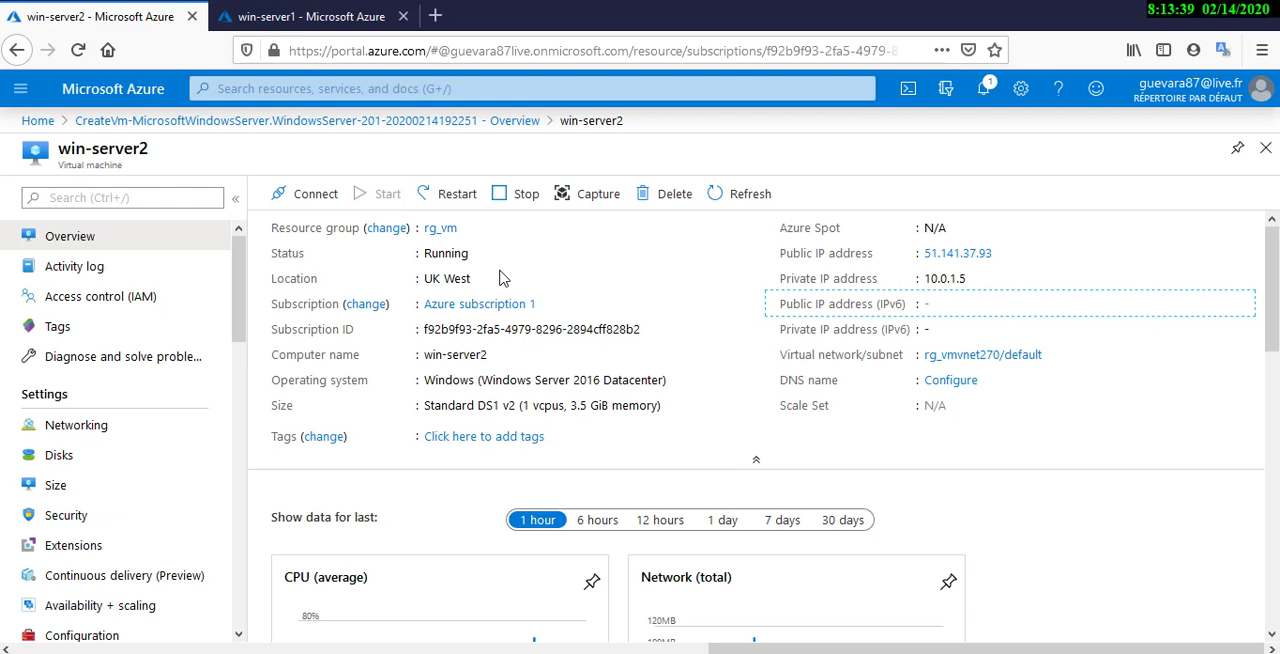 win-server2 - Microsoft Azure
win-server1 - Microsoft Azure
8:13:39 02/14/2020
https://portal.azure.com/#@guevara87live.onmicrosoft.com/resource/subscriptions/f92b9f93-2fa5-4979-8
Microsoft Azure
Search resources, services, and docs (G+/)
1
guevara87@live.fr
RÉPERTOIRE PAR DÉFAUT
Home > CreateVm-MicrosoftWindowsServer.WindowsServer-201-20200214192251 - Overview > win-server2
win-server2
Virtual machine
Search (Ctrl+/)
«
Overview
Activity log
Access control (IAM)
Tags
Diagnose and solve proble...
Settings
Networking
Disks
Size
Security
Extensions
Continuous delivery (Preview)
Availability + scaling
Configuration
Connect Start Restart Stop Capture Delete Refresh
Resource group (change) : rg_vm
Status : Running
Location : UK West
Subscription (change) : Azure subscription 1
Subscription ID : f92b9f93-2fa5-4979-8296-2894cff828b2
Computer name : win-server2
Operating system : Windows (Windows Server 2016 Datacenter)
Size : Standard DS1 v2 (1 vcpus, 3.5 GiB memory)
Tags (change) : Click here to add tags
Azure Spot : N/A
Public IP address : 51.141.37.93
Private IP address : 10.0.1.5
Public IP address (IPv6) : -
Private IP address (IPv6) : -
Virtual network/subnet : rg_vmvnet270/default
DNS name : Configure
Scale Set : N/A
Show data for last:
1 hour 6 hours 12 hours 1 day 7 days 30 days
CPU (average)
80%
Network (total)
120MB